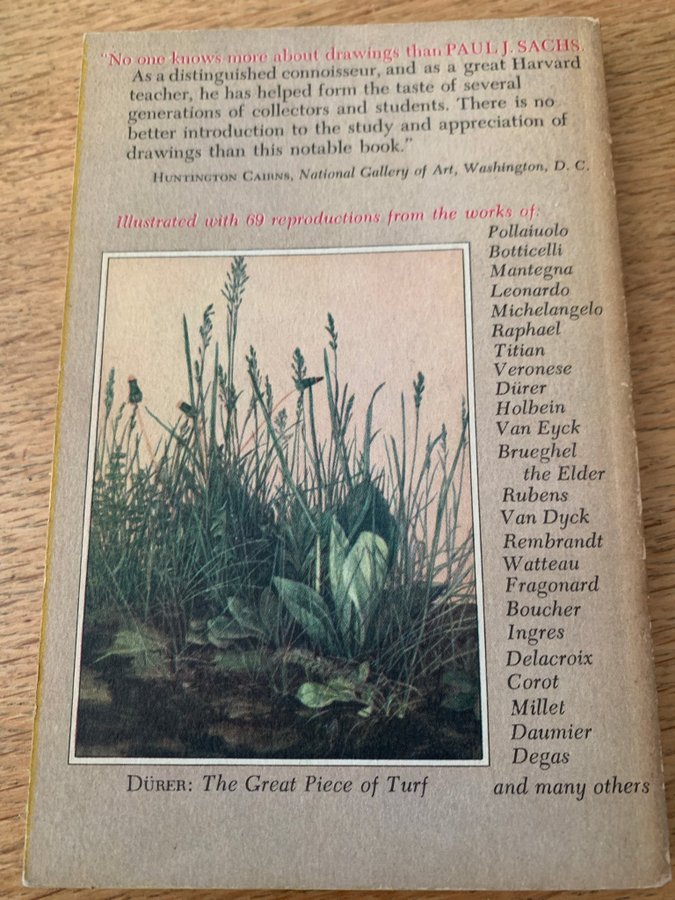 "No one knows more about drawings than PAUL J. SACHS.
As a distinguished connoisseur, and as a great Harvard
teacher, he has helped form the taste of several
generations of collectors and students. There is no
better introduction to the study and appreciation of
drawings than this notable book."
HUNTINGTON CAIRNS, National Gallery of Art, Washington, D. C.
Illustrated with 69 reproductions from the works of:
Pollaiuolo
Botticelli
Mantegna
Leonardo
Michelangelo
Raphael
Titian
Veronese
Dürer
Holbein
Van Eyck
Brueghel
the Elder
Rubens
Van Dyck
Rembrandt
Watteau
Fragonard
Boucher
Ingres
Delacroix
Corot
Millet
Daumier
Degas
and many others
DÜRER: The Great Piece of Turf